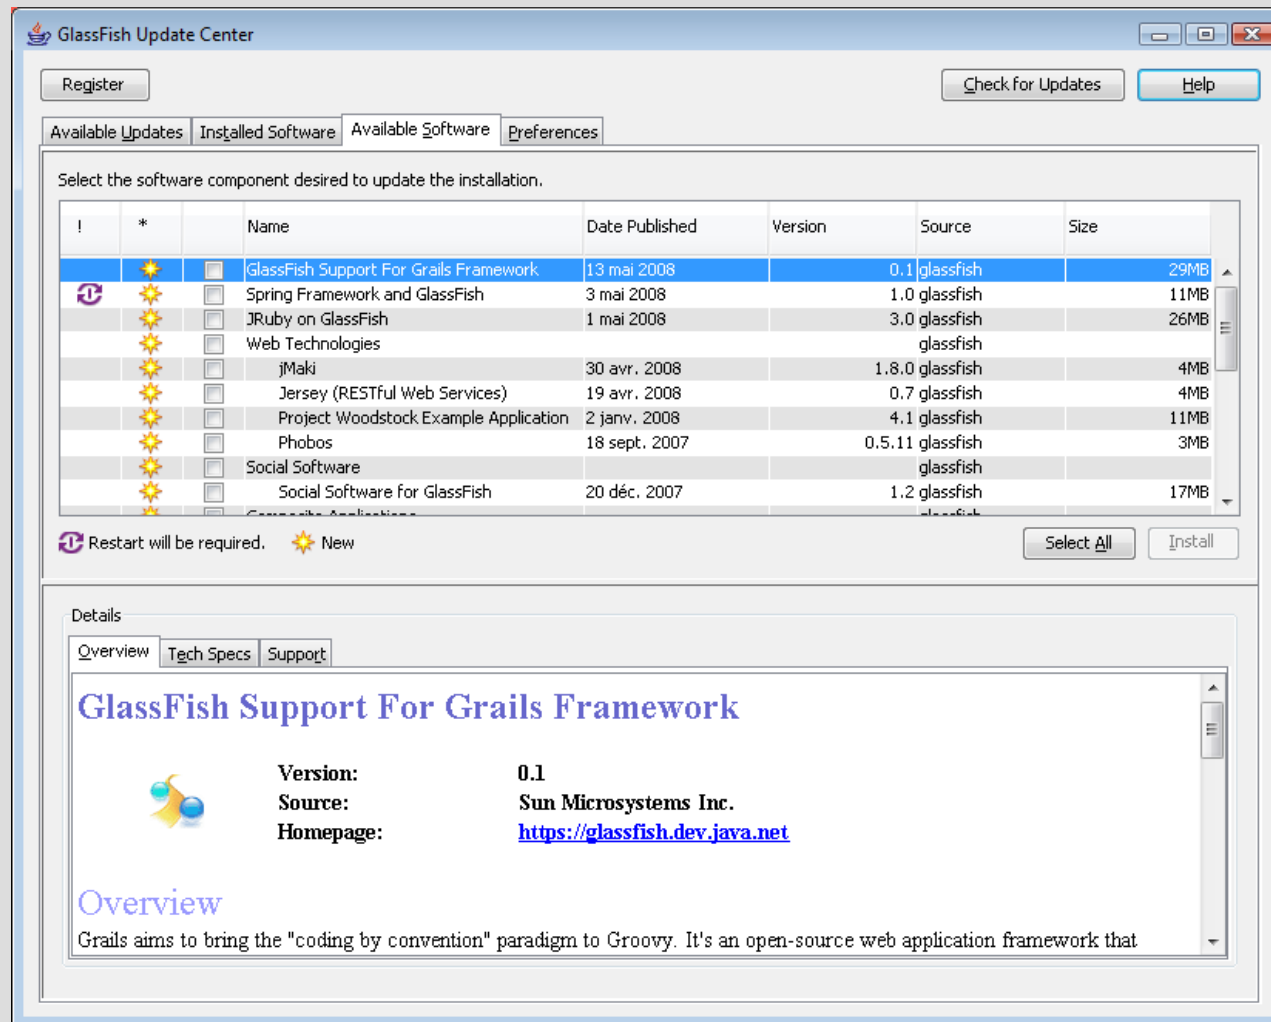 GlassFish Update Center
Register Check for Updates Help
Available Updates Installed Software Available Software Preferences
Select the software component desired to update the installation.
! * Name Date Published Version Source Size
GlassFish Support For Grails Framework 13 mai 2008 0.1 glassfish 29MB
Spring Framework and GlassFish 3 mai 2008 1.0 glassfish 11MB
JRuby on GlassFish 1 mai 2008 3.0 glassfish 26MB
Web Technologies glassfish
jMaki 30 avr. 2008 1.8.0 glassfish 4MB
Jersey (RESTful Web Services) 19 avr. 2008 0.7 glassfish 4MB
Project Woodstock Example Application 2 janv. 2008 4.1 glassfish 11MB
Phobos 18 sept. 2007 0.5.11 glassfish 3MB
Social Software glassfish
Social Software for GlassFish 20 déc. 2007 1.2 glassfish 17MB
Composite Applications glassfish
Restart will be required. New Select All Install
Details
Overview Tech Specs Support
GlassFish Support For Grails Framework
Version: 0.1
Source: Sun Microsystems Inc.
Homepage: https://glassfish.dev.java.net
Overview
Grails aims to bring the "coding by convention" paradigm to Groovy. It's an open-source web application framework that